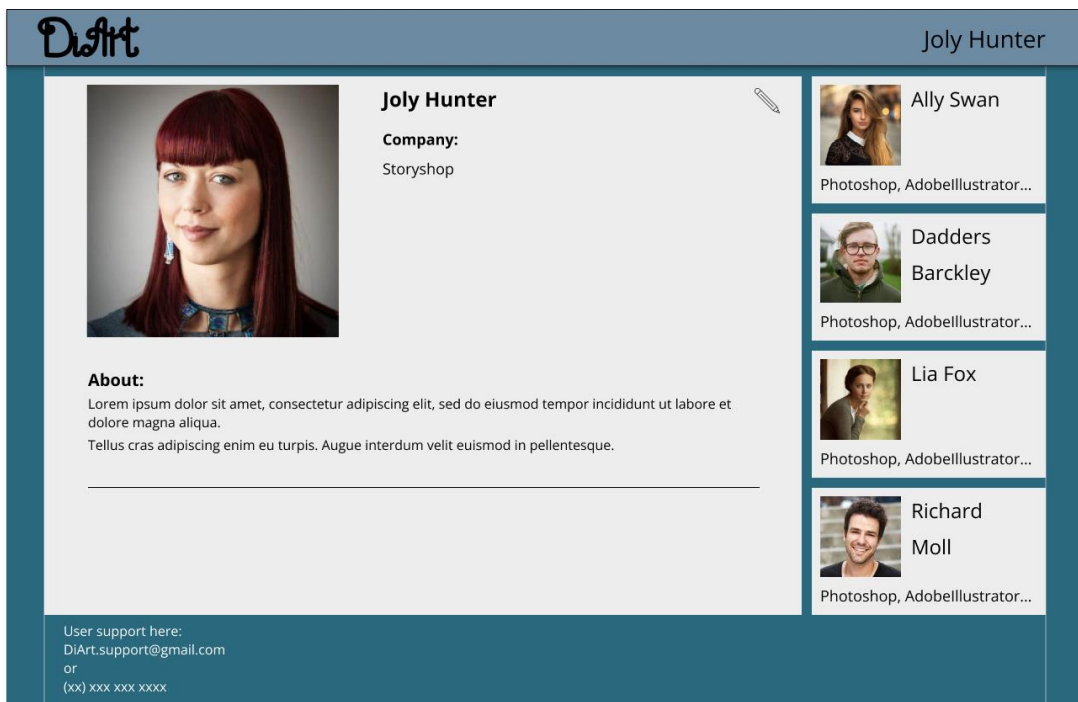 DiArt
Joly Hunter
Joly Hunter
Company:
Storyshop
About:
Lorem ipsum dolor sit amet, consectetur adipiscing elit, sed do eiusmod tempor incididunt ut labore et
dolore magna aliqua.
Tellus cras adipiscing enim eu turpis. Augue interdum velit euismod in pellentesque.
Ally Swan
Photoshop, AdobeIllustrator...
Dadders
Barckley
Photoshop, AdobeIllustrator...
Lia Fox
Photoshop, AdobeIllustrator...
Richard
Moll
Photoshop, AdobeIllustrator...
User support here:
DiArt.support@gmail.com
or
(xx) xxx xxx xxxx